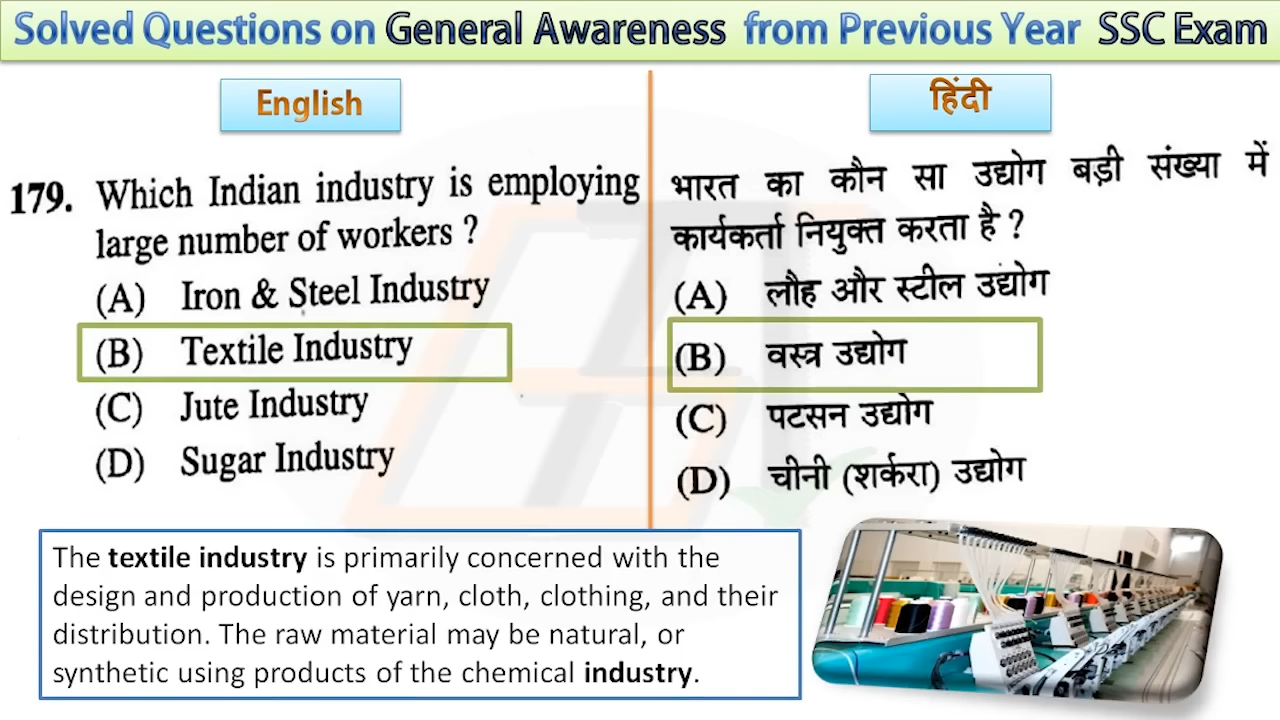 Solved Questions on General Awareness from Previous Year SSC Exam
English
179. Which Indian industry is employing
large number of workers ?
(A) Iron & Steel Industry
(B) Textile Industry
(C) Jute Industry
(D) Sugar Industry
हिंदी
भारत का कौन सा उद्योग बड़ी संख्या में
कार्यकर्ता नियुक्त करता है ?
(A) लौह और स्टील उद्योग
(B) वस्त्र उद्योग
(C) पटसन उद्योग
(D) चीनी (शर्करा) उद्योग
The textile industry is primarily concerned with the
design and production of yarn, cloth, clothing, and their
distribution. The raw material may be natural, or
synthetic using products of the chemical industry.